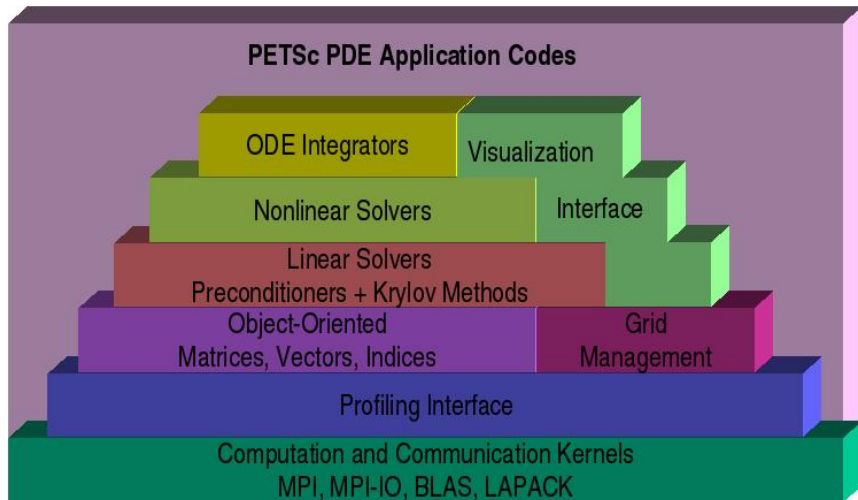 PETSc PDE Application Codes
ODE Integrators
Visualization
Nonlinear Solvers
Interface
Linear Solvers
Preconditioners + Krylov Methods
Object-Oriented
Matrices, Vectors, Indices
Grid
Management
Profiling Interface
Computation and Communication Kernels
MPI, MPI-IO, BLAS, LAPACK